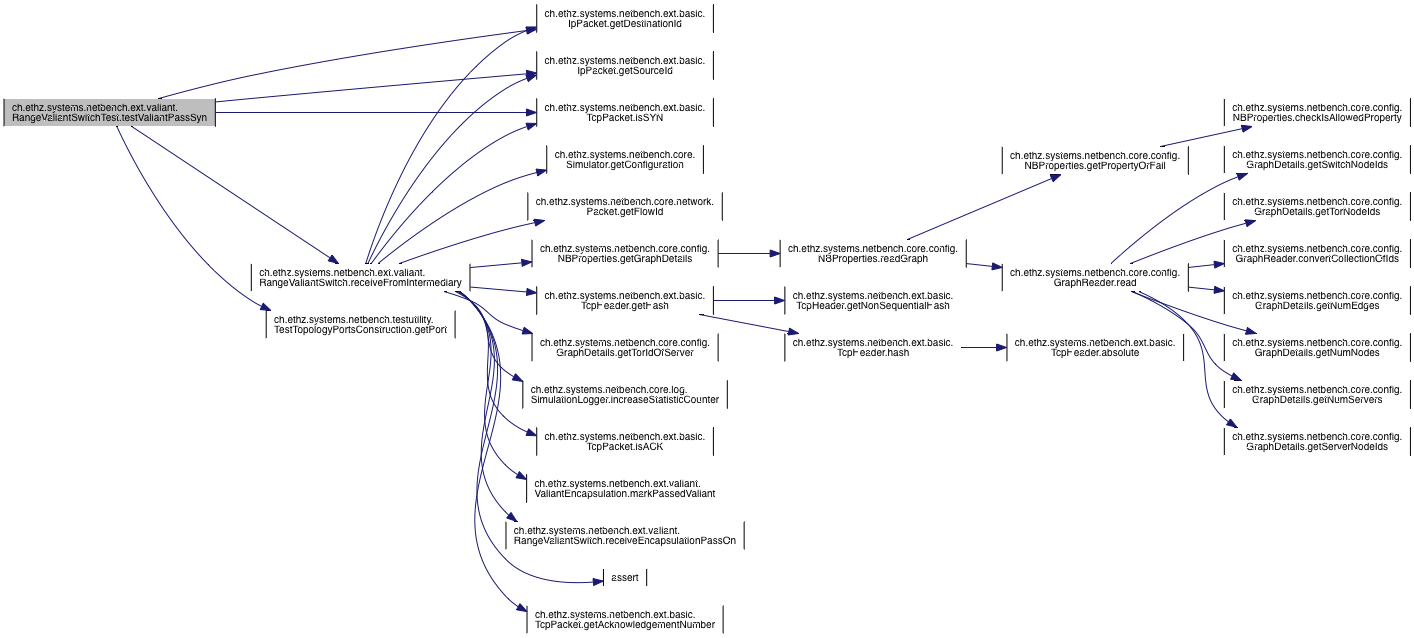 ch.ethz.systems.netbench.ext.valiant.
RangeValiantSwitchTest.testValiantPassSyn
ch.ethz.systems.netbench.ext.valiant.
RangeValiantSwitch.receiveFromIntermediary
ch.ethz.systems.netbench.testutility.
TestTopologyPortsConstruction.getPort
ch.ethz.systems.netbench.ext.basic.
IpPacket.getDestinationId
ch.ethz.systems.netbench.ext.basic.
IpPacket.getSourceId
ch.ethz.systems.netbench.ext.basic.
TcpPacket.isSYN
ch.ethz.systems.netbench.core.
Simulator.getConfiguration
ch.ethz.systems.netbench.core.network.
Packet.getFlowId
ch.ethz.systems.netbench.core.config.
NBProperties.getGraphDetails
ch.ethz.systems.netbench.ext.basic.
TcpHeader.getHash
ch.ethz.systems.netbench.core.config.
GraphDetails.getTorIdOfServer
ch.ethz.systems.netbench.core.log.
SimulationLogger.increaseStatisticCounter
ch.ethz.systems.netbench.ext.basic.
TcpPacket.isACK
ch.ethz.systems.netbench.ext.valiant.
ValiantEncapsulation.markPassedValiant
ch.ethz.systems.netbench.ext.valiant.
RangeValiantSwitch.receiveEncapsulationPassOn
assert
ch.ethz.systems.netbench.ext.basic.
TcpPacket.getAcknowledgementNumber
ch.ethz.systems.netbench.core.config.
NBProperties.readGraph
ch.ethz.systems.netbench.ext.basic.
TcpHeader.getNonSequentialHash
ch.ethz.systems.netbench.ext.basic.
TcpHeader.hash
ch.ethz.systems.netbench.core.config.
NBProperties.getPropertyOrFail
ch.ethz.systems.netbench.core.config.
GraphReader.read
ch.ethz.systems.netbench.ext.basic.
TcpHeader.absolute
ch.ethz.systems.netbench.core.config.
NBProperties.checkIsAllowedProperty
ch.ethz.systems.netbench.core.config.
GraphDetails.getSwitchNodeIds
ch.ethz.systems.netbench.core.config.
GraphDetails.getTorNodeIds
ch.ethz.systems.netbench.core.config.
GraphReader.convertCollectionOfIds
ch.ethz.systems.netbench.core.config.
GraphDetails.getNumEdges
ch.ethz.systems.netbench.core.config.
GraphDetails.getNumNodes
ch.ethz.systems.netbench.core.config.
GraphDetails.getNumServers
ch.ethz.systems.netbench.core.config.
GraphDetails.getServerNodeIds